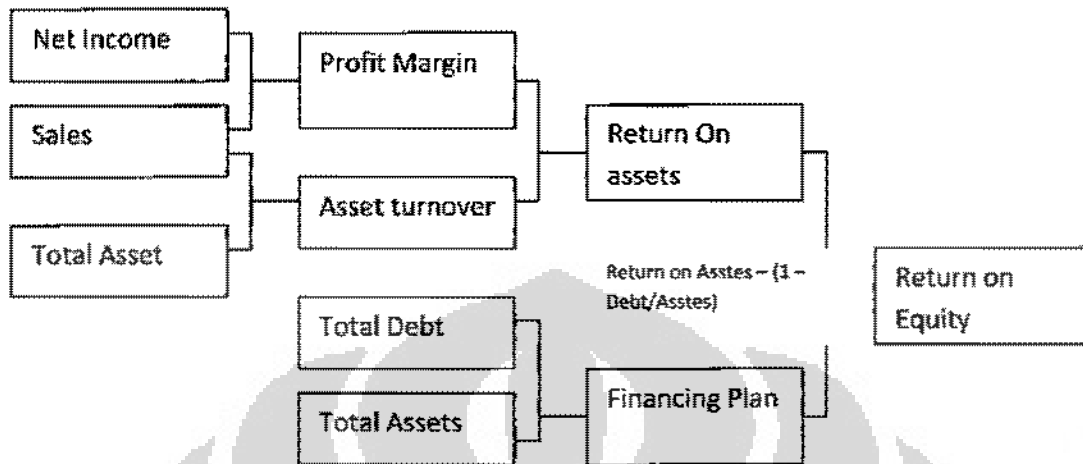 Net Income
Profit Margin
Sales
Return On
assets
Asset turnover
Total Asset
Return on Asstes – (1 –
Debt/Asstes)
Return on
Equity
Total Debt
Financing Plan
Total Assets